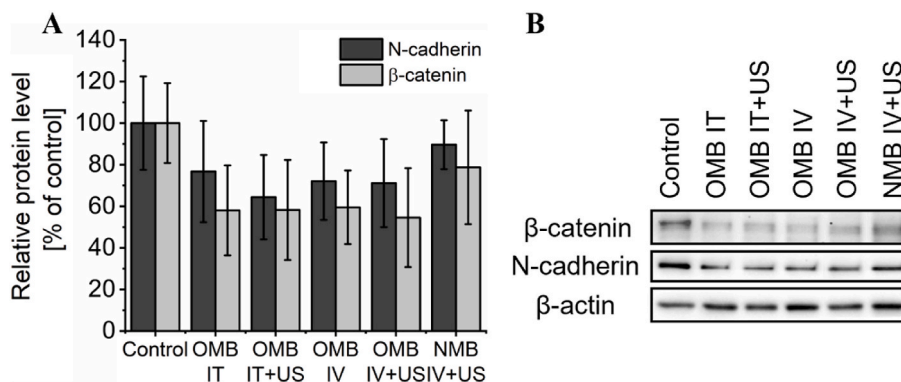 A
Relative protein level
[% of control]
140
120
100
80
60
40
20
0
N-cadherin
β-catenin
Control OMB OMB OMB OMB NMB
IT IT+US IV IV+US IV+US
B
Control
OMB IT
OMB IT+US
OMB IV
OMB IV+US
NMB IV+US
β-catenin
N-cadherin
β-actin